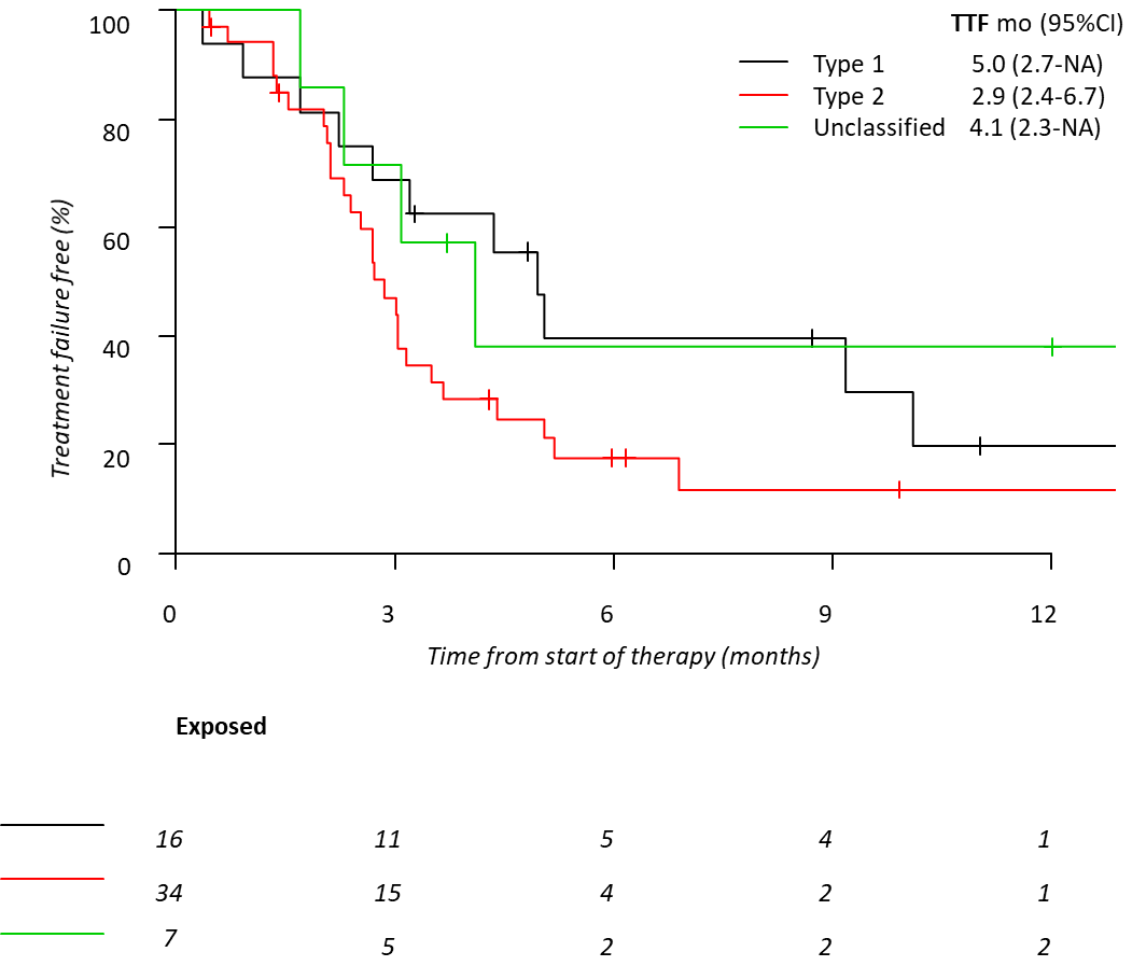 TTF mo (95%CI)
Type 1 5.0 (2.7-NA)
Type 2 2.9 (2.4-6.7)
Unclassified 4.1 (2.3-NA)
Treatment failure free (%)
100
80
60
40
20
0
0 3 6 9 12
Time from start of therapy (months)
Exposed
16 11 5 4 1
34 15 4 2 1
7 5 2 2 2